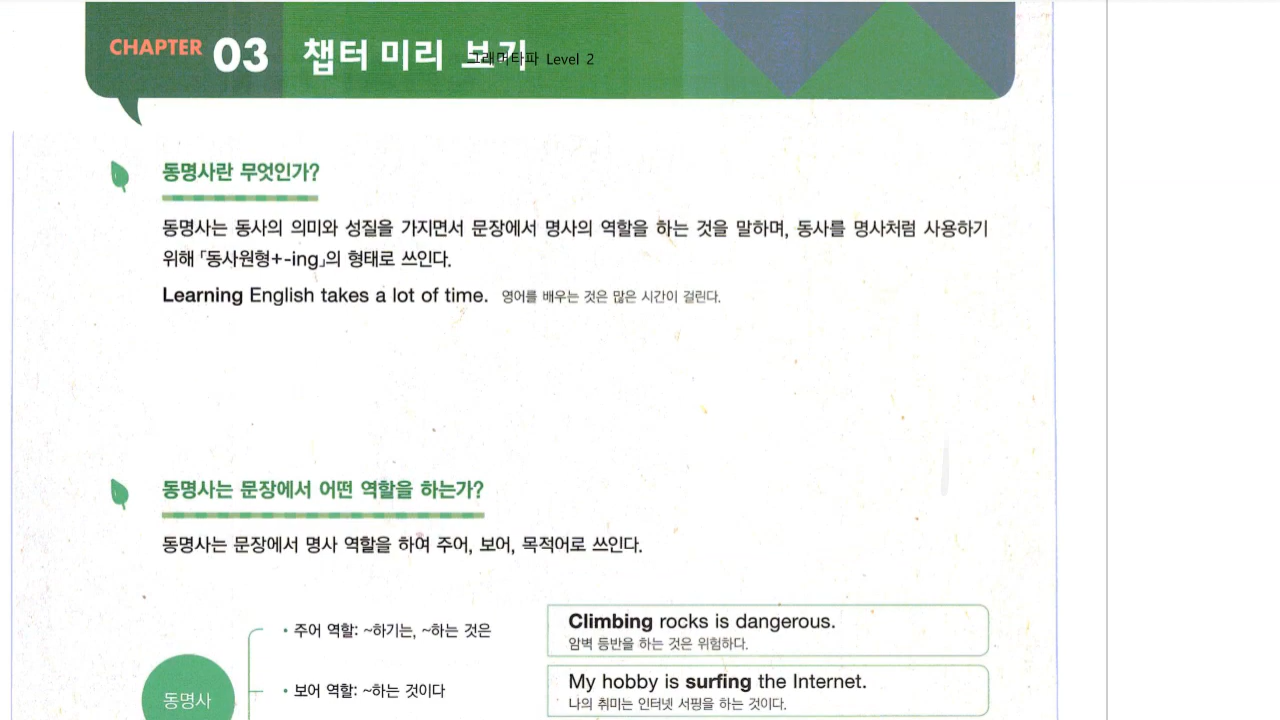 CHAPTER 03 챕터 미리 보기
그래머타파 Level 2
동명사란 무엇인가?
동명사는 동사의 의미와 성질을 가지면서 문장에서 명사의 역할을 하는 것을 말하며, 동사를 명사처럼 사용하기
위해 「동사원형+-ing」의 형태로 쓰인다.
Learning English takes a lot of time. 영어를 배우는 것은 많은 시간이 걸린다.
동명사는 문장에서 어떤 역할을 하는가?
동명사는 문장에서 명사 역할을 하여 주어, 보어, 목적어로 쓰인다.
동명사
• 주어 역할: ~하기는, ~하는 것은
Climbing rocks is dangerous.
암벽 등반을 하는 것은 위험하다.
• 보어 역할: ~하는 것이다
My hobby is surfing the Internet.
나의 취미는 인터넷 서핑을 하는 것이다.